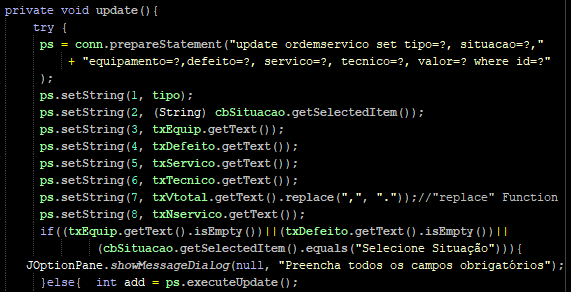 private void update(){
try {
ps = conn.prepareStatement("update ordemservico set tipo=?, situacao=?,"
+ "equipamento=?,defeito=?, servico=?, tecnico=?, valor=? where id=?"
);
ps.setString(1, tipo);
ps.setString(2, (String) cbSituacao.getSelectedItem());
ps.setString(3, txEquip.getText());
ps.setString(4, txDefeito.getText());
ps.setString(5, txServico.getText());
ps.setString(6, txTecnico.getText());
ps.setString(7, txVtotal.getText().replace(",", "."));//"replace" Function
ps.setString(8, txNservico.getText());
if((txEquip.getText().isEmpty())||(txDefeito.getText().isEmpty())||
(cbSituacao.getSelectedItem().equals("Selecione Situação"))){
JOptionPane.showMessageDialog(null, "Preencha todos os campos obrigatórios");
}else{ int add = ps.executeUpdate();